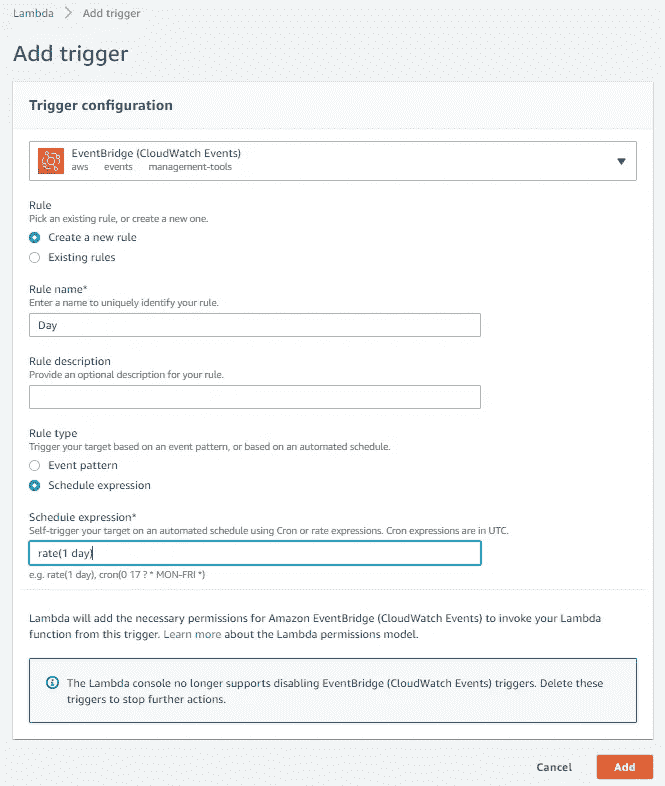 Lambda > Add trigger
Add trigger
Trigger configuration
EventBridge (CloudWatch Events)
aws events management-tools
Rule
Pick an existing rule, or create a new one.
Create a new rule
Existing rules
Rule name*
Enter a name to uniquely identify your rule.
Day
Rule description
Provide an optional description for your rule.
Rule type
Trigger your target based on an event pattern, or based on an automated schedule.
Event pattern
Schedule expression
Schedule expression*
Self-trigger your target on an automated schedule using Cron or rate expressions. Cron expressions are in UTC.
rate(1 day)
e.g. rate(1 day), cron(0 17 ? * MON-FRI *)
Lambda will add the necessary permissions for Amazon EventBridge (CloudWatch Events) to invoke your Lambda
function from this trigger. Learn more about the Lambda permissions model.
The Lambda console no longer supports disabling EventBridge (CloudWatch Events) triggers. Delete these
triggers to stop further actions.
Cancel Add